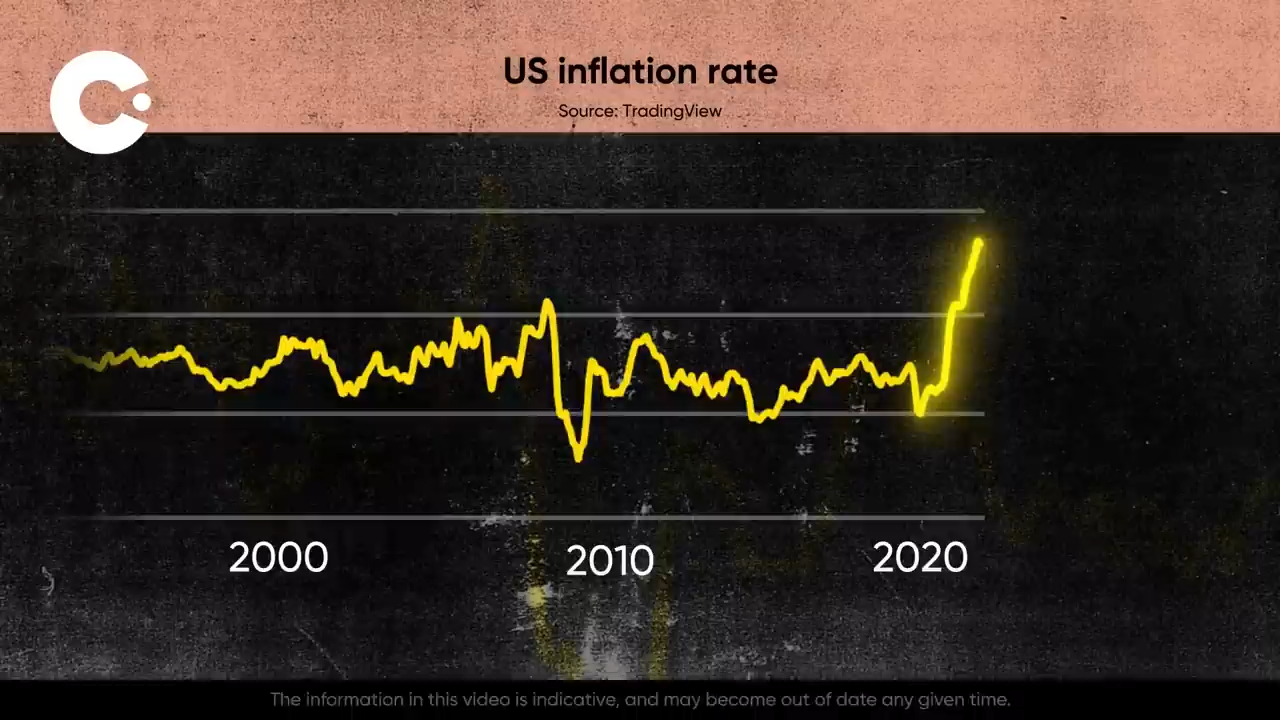 US inflation rate
Source: TradingView
2000 2010 2020
The information in this video is indicative, and may become out of date any given time.